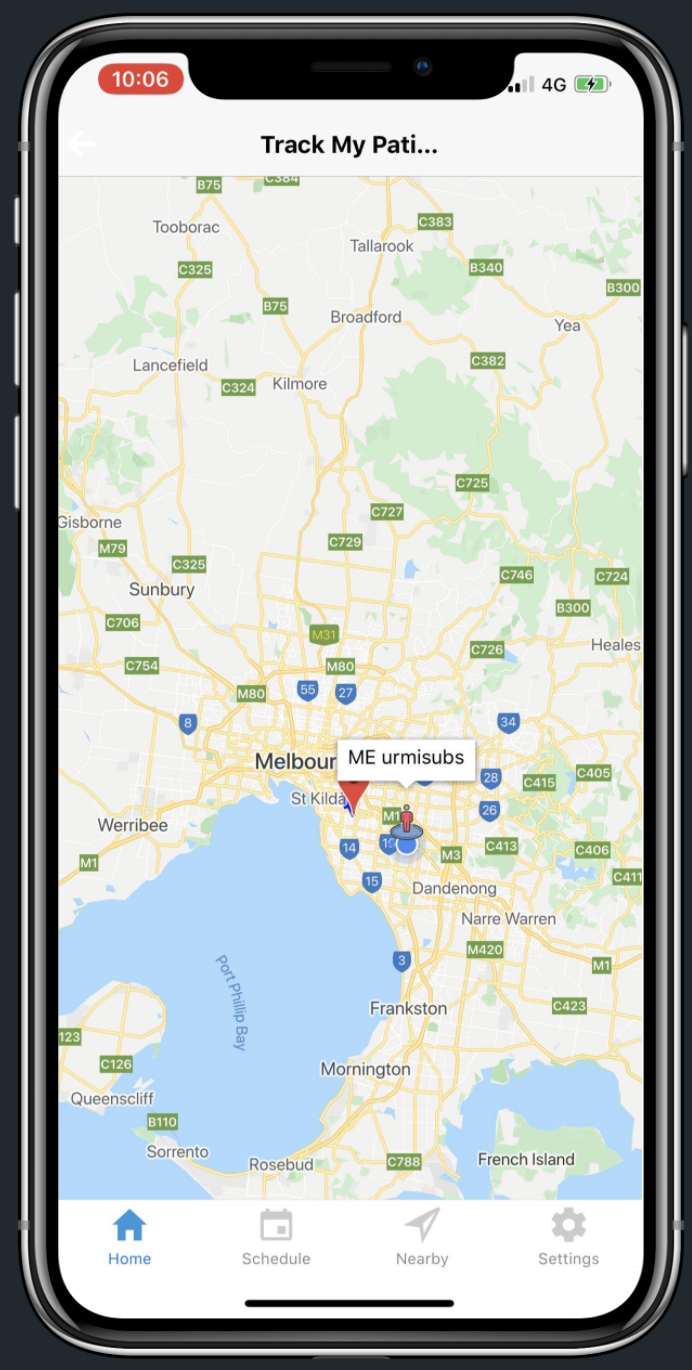 10:06
4G
Track My Pati...
B75
C384
Tooborac
C383
Tallarook
C325
B340
B300
B75
Broadford
Yea
Lancefield
C382
C324
Kilmore
C725
C727
Gisborne
C729
M79
C325
C746
C724
Sunbury
B300
C706
M31
Heales
C726
C754
M80
M80
55
27
8
34
Melbour
ME urmisubs
C405
28
C415
St Kilda
26
M1
Werribee
14
C413
C406
M3
M1
C411
15
Dandenong
Narre Warren
M420
3
M1
Port Phillip Bay
C423
Frankston
123
C126
Mornington
Queenscliff
B110
Sorrento
Rosebud
C788
French Island
Home
Schedule
Nearby
Settings